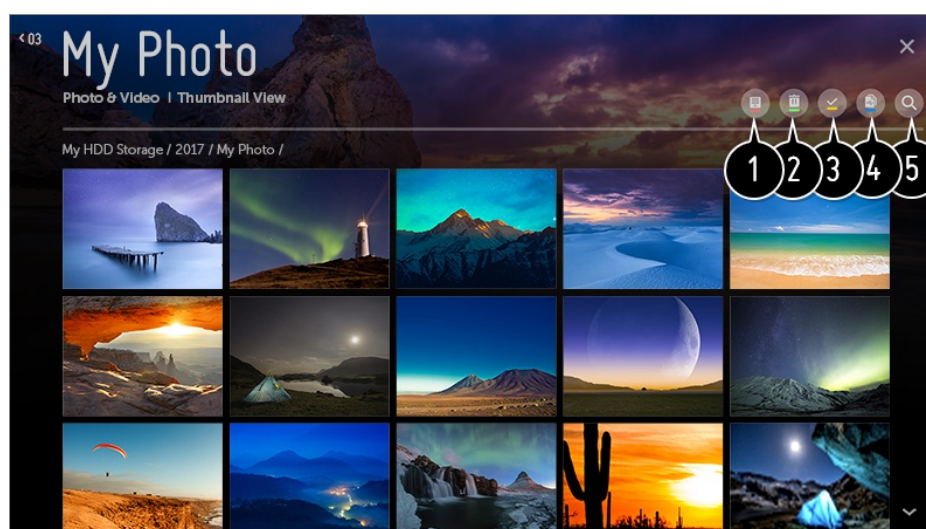 03
My Photo
Photo & Video | Thumbnail View
My HDD Storage / 2017 / My Photo /
1 2 3 4 5